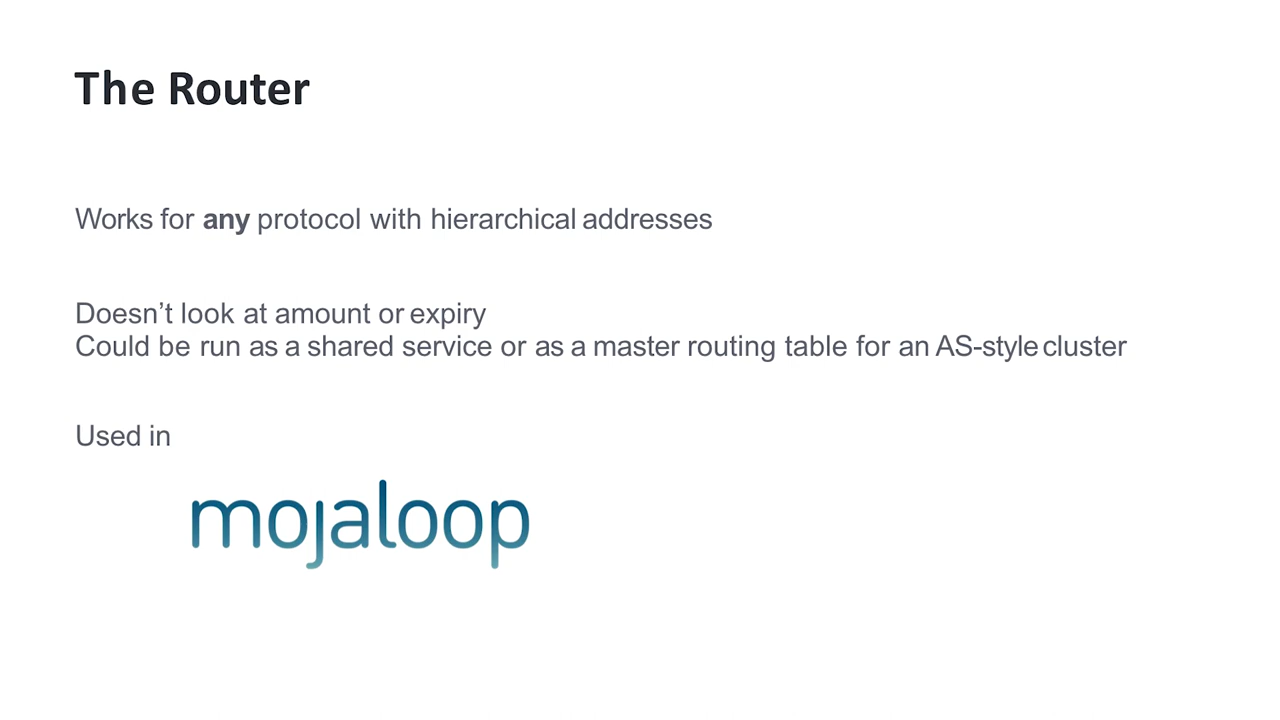 The Router
Works for any protocol with hierarchical addresses
Doesn’t look at amount or expiry
Could be run as a shared service or as a master routing table for an AS-style cluster
Used in
mojaloop